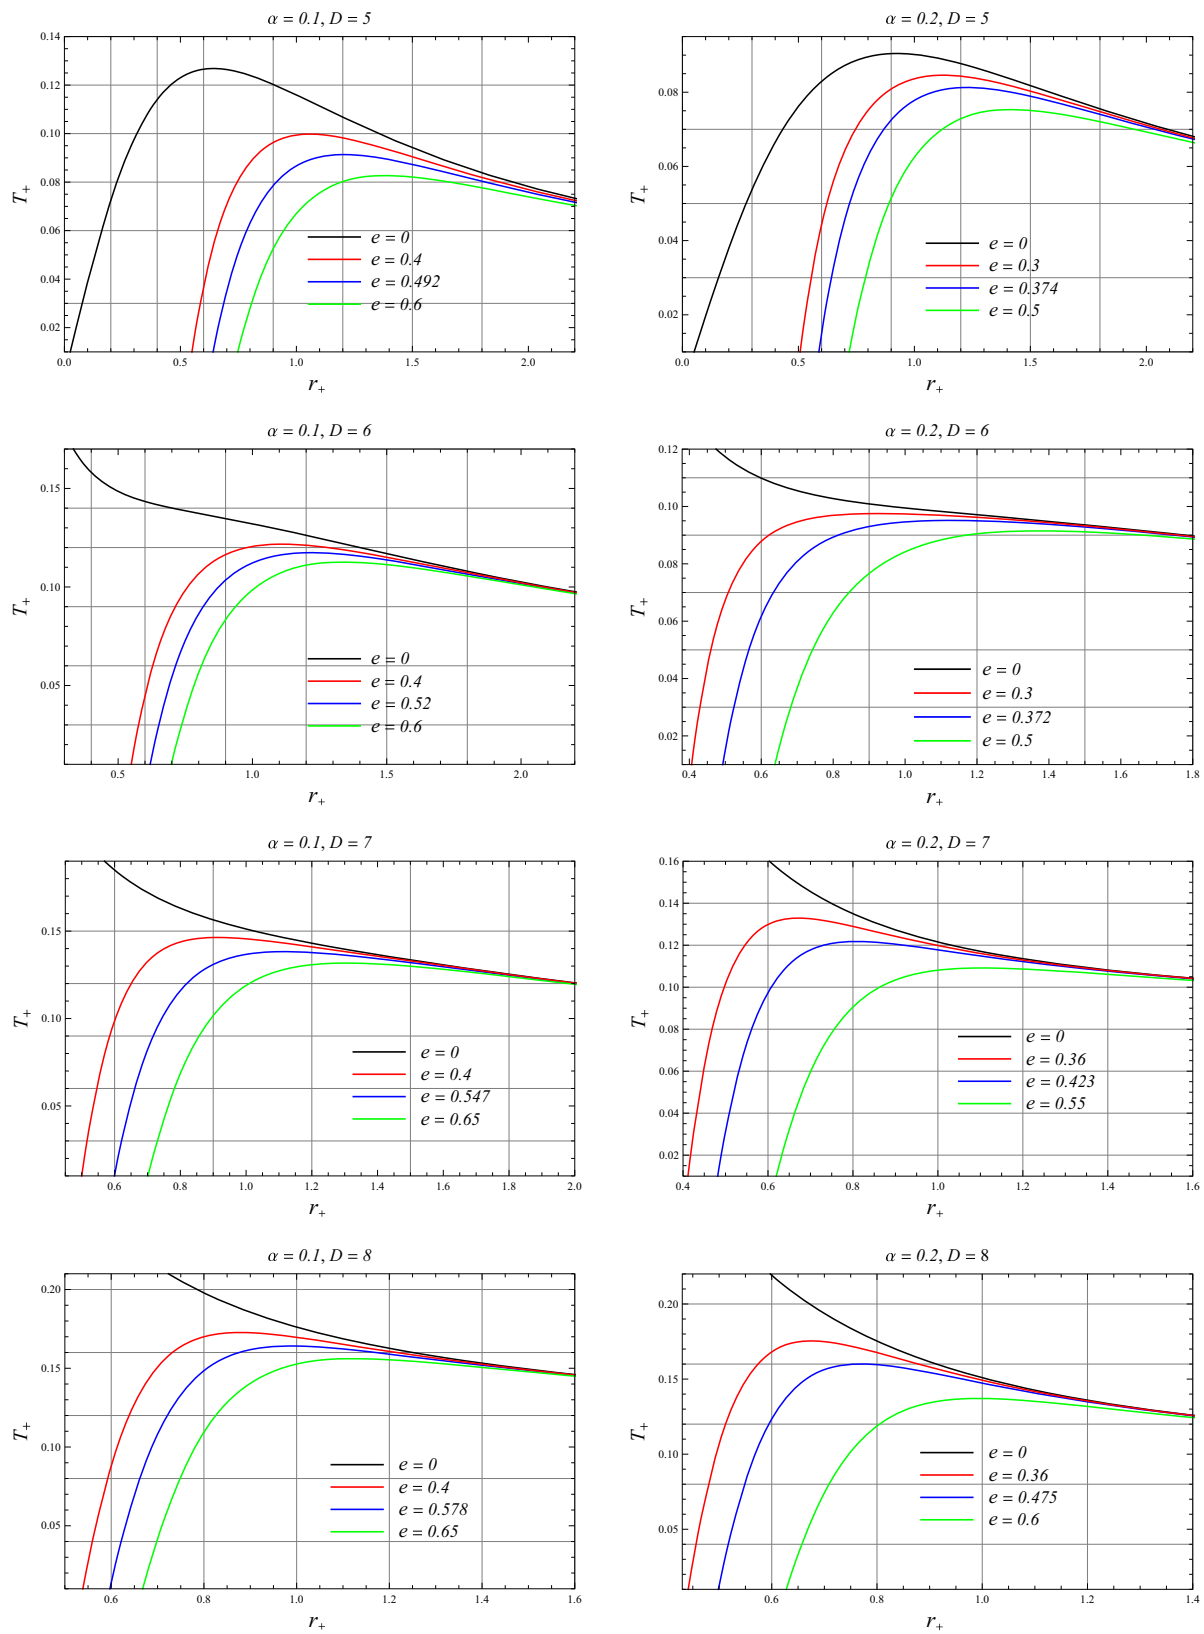 α = 0.1, D = 5
0.14
0.12
0.10
0.08
0.06
0.04
0.02
T₊
e = 0
e = 0.4
e = 0.492
e = 0.6
0.0 0.5 1.0 1.5 2.0
r₊
α = 0.2, D = 5
0.08
0.06
0.04
0.02
T₊
e = 0
e = 0.3
e = 0.374
e = 0.5
0.0 0.5 1.0 1.5 2.0
r₊
α = 0.1, D = 6
0.15
0.10
0.05
T₊
e = 0
e = 0.4
e = 0.52
e = 0.6
0.5 1.0 1.5 2.0
r₊
α = 0.2, D = 6
0.12
0.10
0.08
0.06
0.04
0.02
T₊
e = 0
e = 0.3
e = 0.372
e = 0.5
0.4 0.6 0.8 1.0 1.2 1.4 1.6 1.8
r₊
α = 0.1, D = 7
0.15
0.10
0.05
T₊
e = 0
e = 0.4
e = 0.547
e = 0.65
0.6 0.8 1.0 1.2 1.4 1.6 1.8 2.0
r₊
α = 0.2, D = 7
0.16
0.14
0.12
0.10
0.08
0.06
0.04
0.02
T₊
e = 0
e = 0.36
e = 0.423
e = 0.55
0.4 0.6 0.8 1.0 1.2 1.4 1.6
r₊
α = 0.1, D = 8
0.20
0.15
0.10
0.05
T₊
e = 0
e = 0.4
e = 0.578
e = 0.65
0.6 0.8 1.0 1.2 1.4 1.6
r₊
α = 0.2, D = 8
0.20
0.15
0.10
0.05
T₊
e = 0
e = 0.36
e = 0.475
e = 0.6
0.6 0.8 1.0 1.2 1.4
r₊